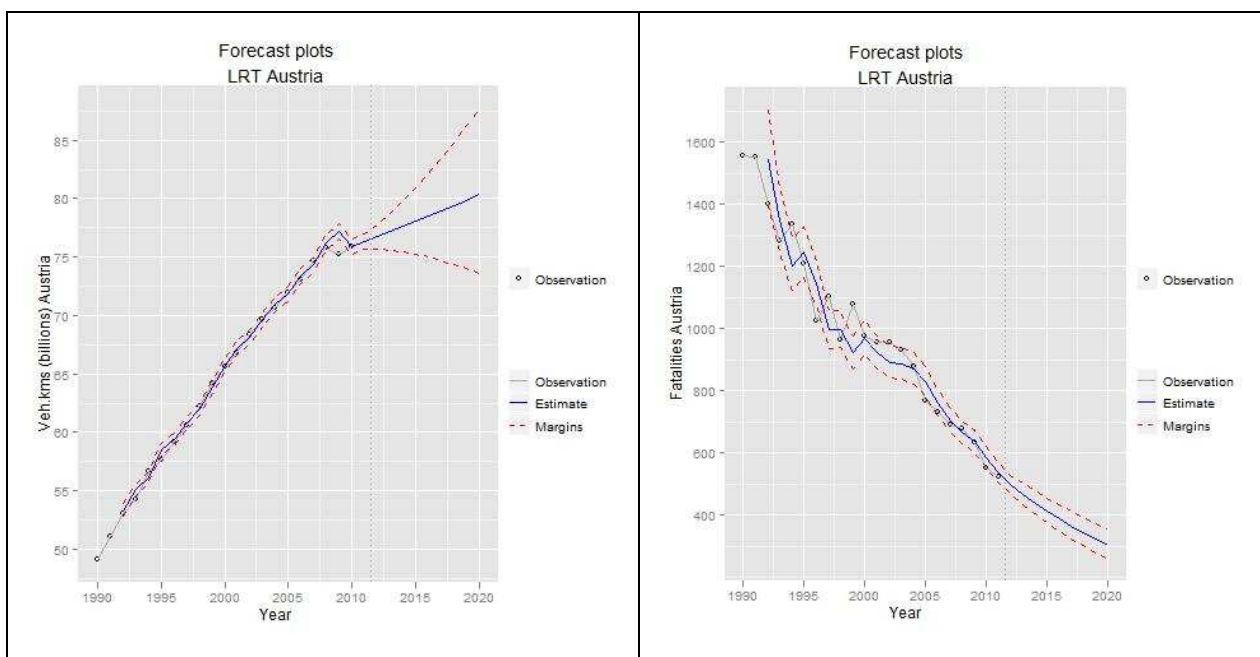 Forecast plots
LRT Austria
Veh.kms (billions) Austria
85
80
75
70
65
60
55
50
1990 1995 2000 2005 2010 2015 2020
Year
Observation
Observation
Estimate
Margins
Forecast plots
LRT Austria
Fatalities Austria
1600
1400
1200
1000
800
600
400
1990 1995 2000 2005 2010 2015 2020
Year
Observation
Observation
Estimate
Margins